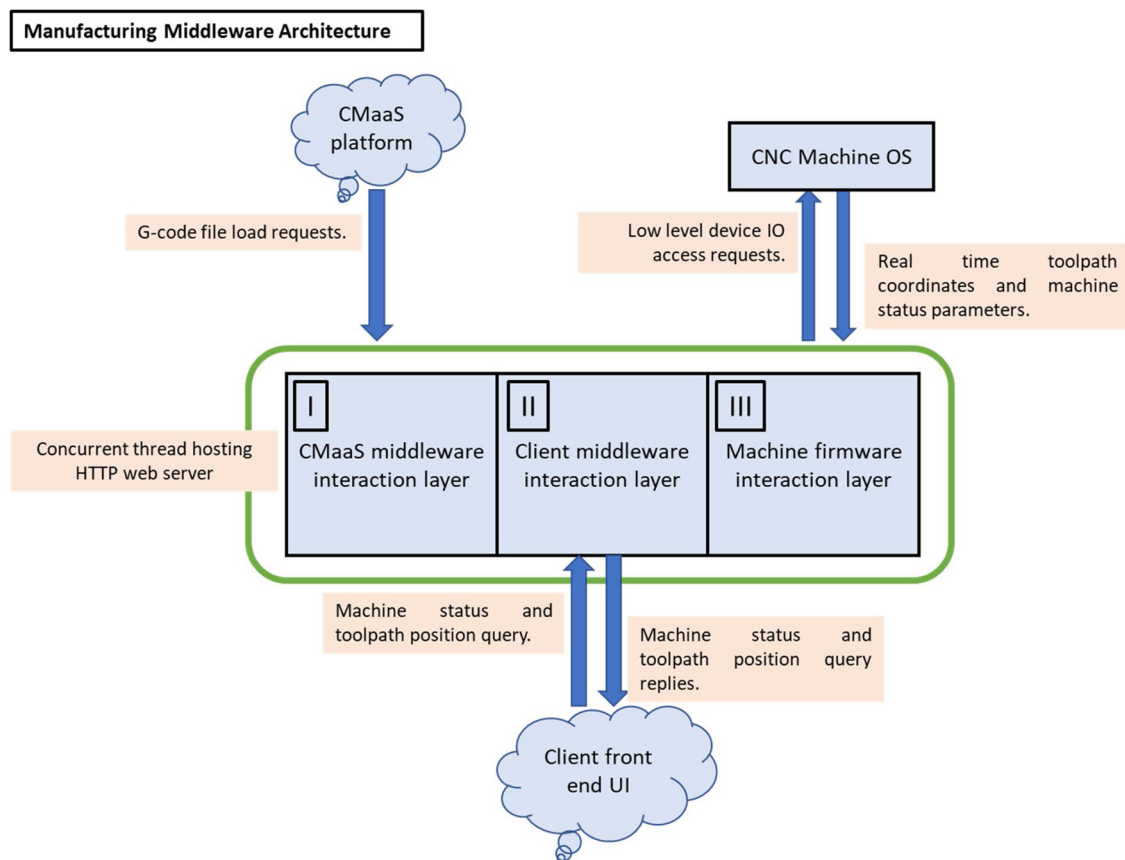 Manufacturing Middleware Architecture
CMaaS
platform
CNC Machine OS
G-code file load requests.
Low level device IO
access requests.
Real time toolpath
coordinates and machine
status parameters.
I
II
III
Concurrent thread hosting
HTTP web server
CMaaS middleware
interaction layer
Client middleware
interaction layer
Machine firmware
interaction layer
Machine status and
toolpath position query.
Machine status and
toolpath position query
replies.
Client front
end UI